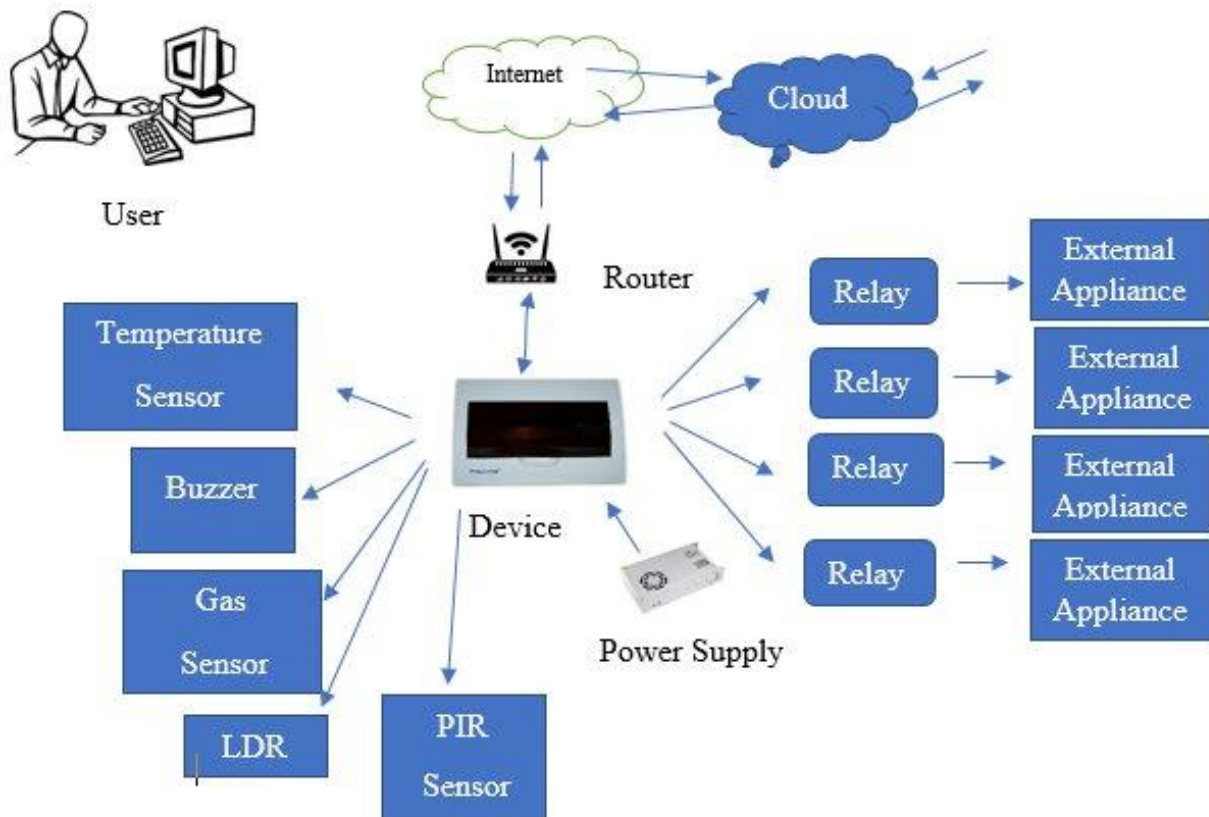 Internet
Cloud
User
Router
Temperature
Sensor
Buzzer
Gas
Sensor
LDR
PIR
Sensor
Device
Power Supply
Relay
External
Appliance
Relay
External
Appliance
Relay
External
Appliance
Relay
External
Appliance